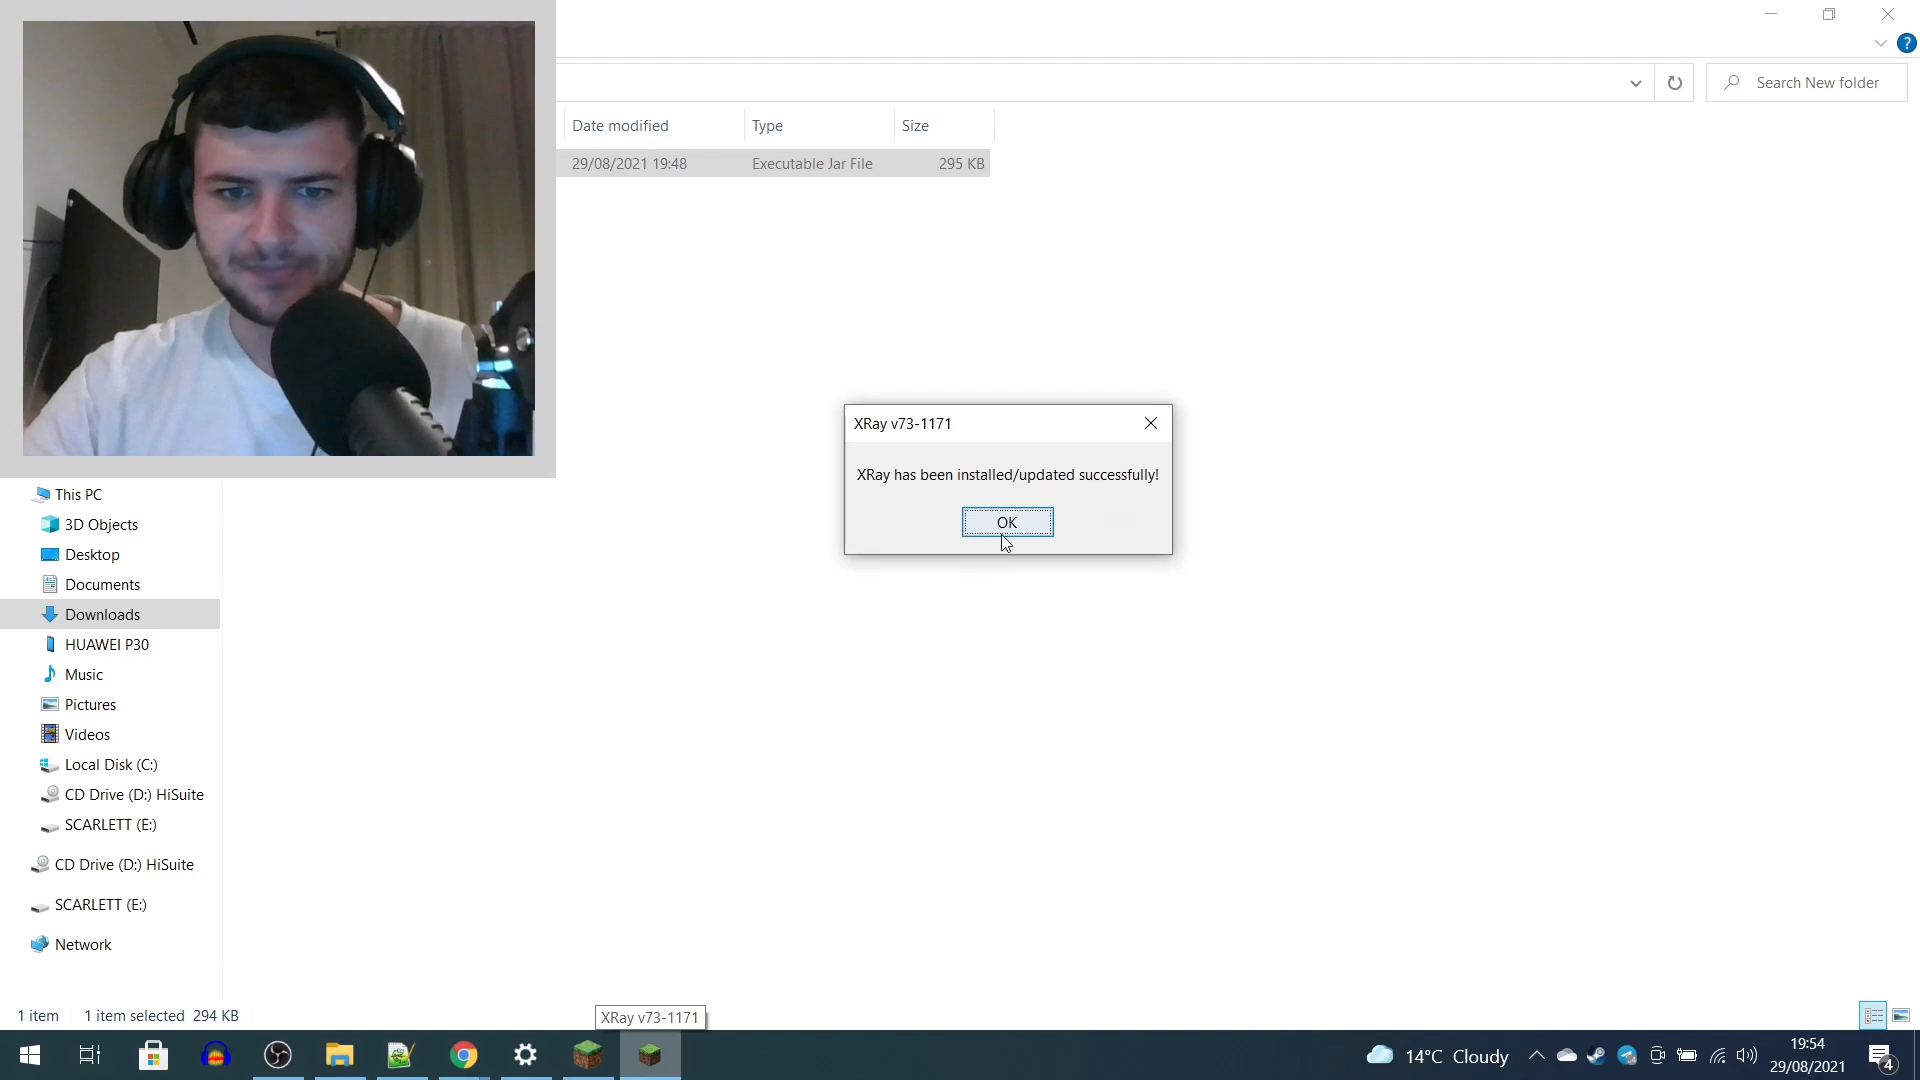 Search New folder
Date modified
Type
Size
29/08/2021 19:48
Executable Jar File
295 KB
XRay v73-1171
XRay has been installed/updated successfully!
OK
This PC
3D Objects
Desktop
Documents
Downloads
HUAWEI P30
Music
Pictures
Videos
Local Disk (C:)
CD Drive (D:) HiSuite
SCARLETT (E:)
CD Drive (D:) HiSuite
SCARLETT (E:)
Network
1 item
1 item selected 294 KB
XRay v73-1171
14°C Cloudy
19:54
29/08/2021
4